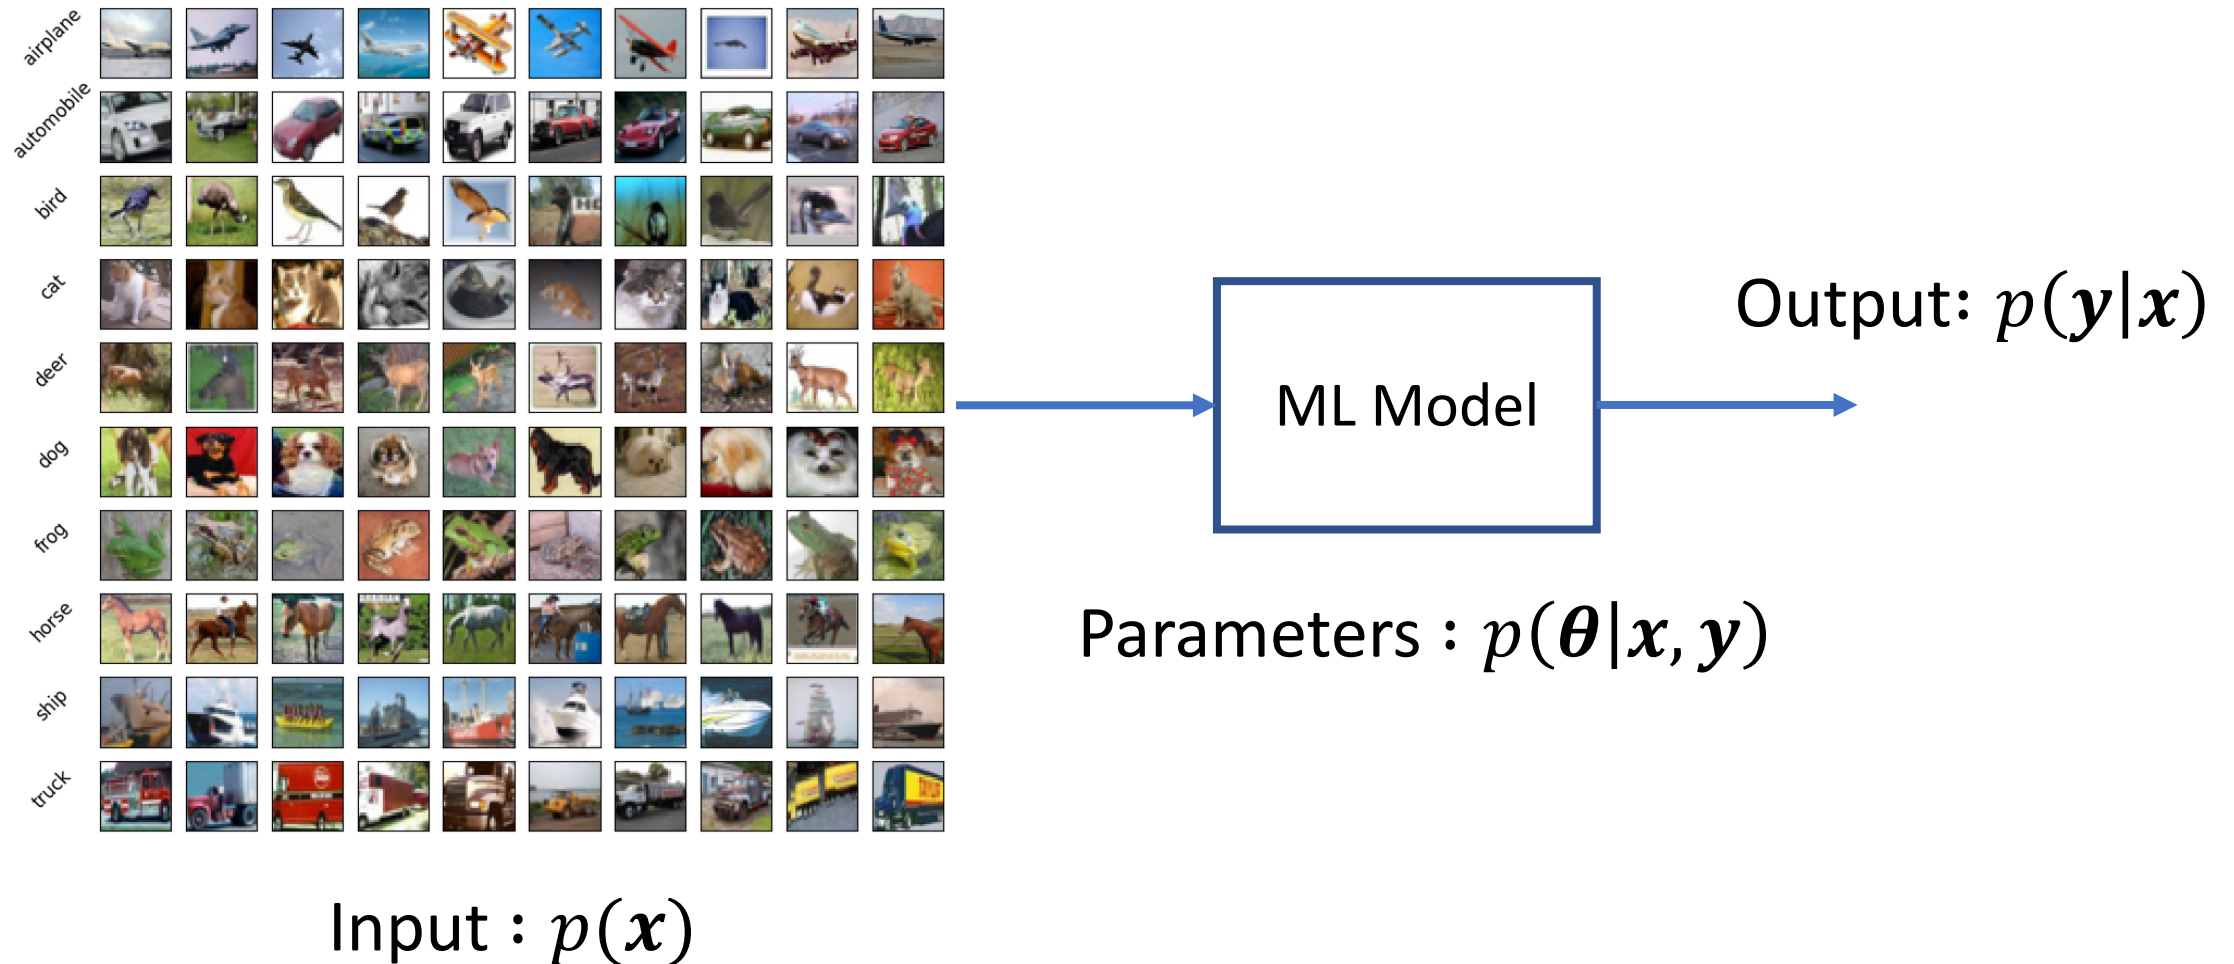 airplane
automobile
bird
cat
deer
dog
frog
horse
ship
truck
Input : p(x)
ML Model
Parameters : p(θ|x, y)
Output: p(y|x)